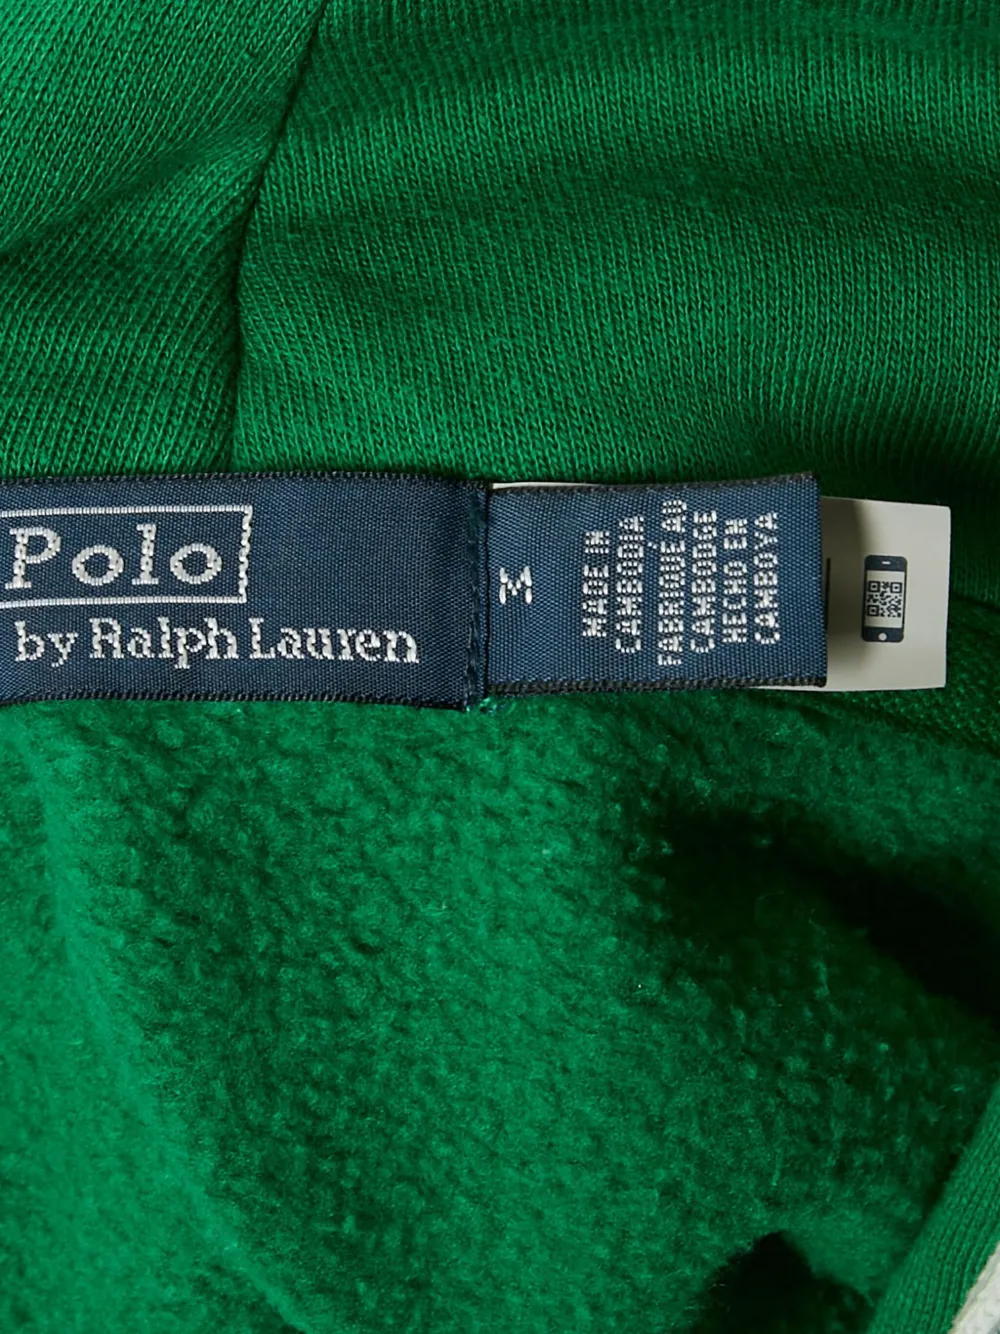 Polo
by Ralph Lauren
M
MADE IN
CAMBODIA
FABRIQUÉ AU
CAMBODGE
HECHO EN
CAMBOYA